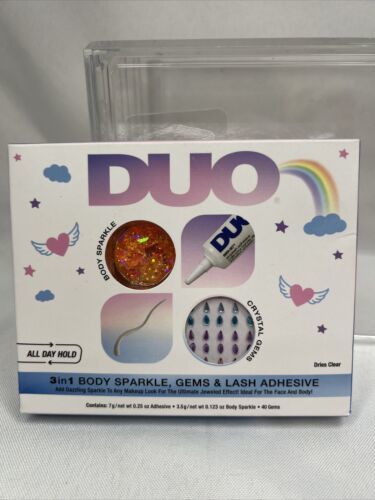 DUO
BODY SPARKLE
DUO
CRYSTAL GEMS
ALL DAY HOLD
Dries Clear
3 in 1 BODY SPARKLE, GEMS & LASH ADHESIVE
Add Dazzling Sparkle To Any Makeup Look For The Ultimate Jeweled Effect! Ideal For The Face And Body!
Contains: 7g/net wt 0.25 oz Adhesive • 3.5g/net wt 0.123 oz Body Sparkle • 40 Gems